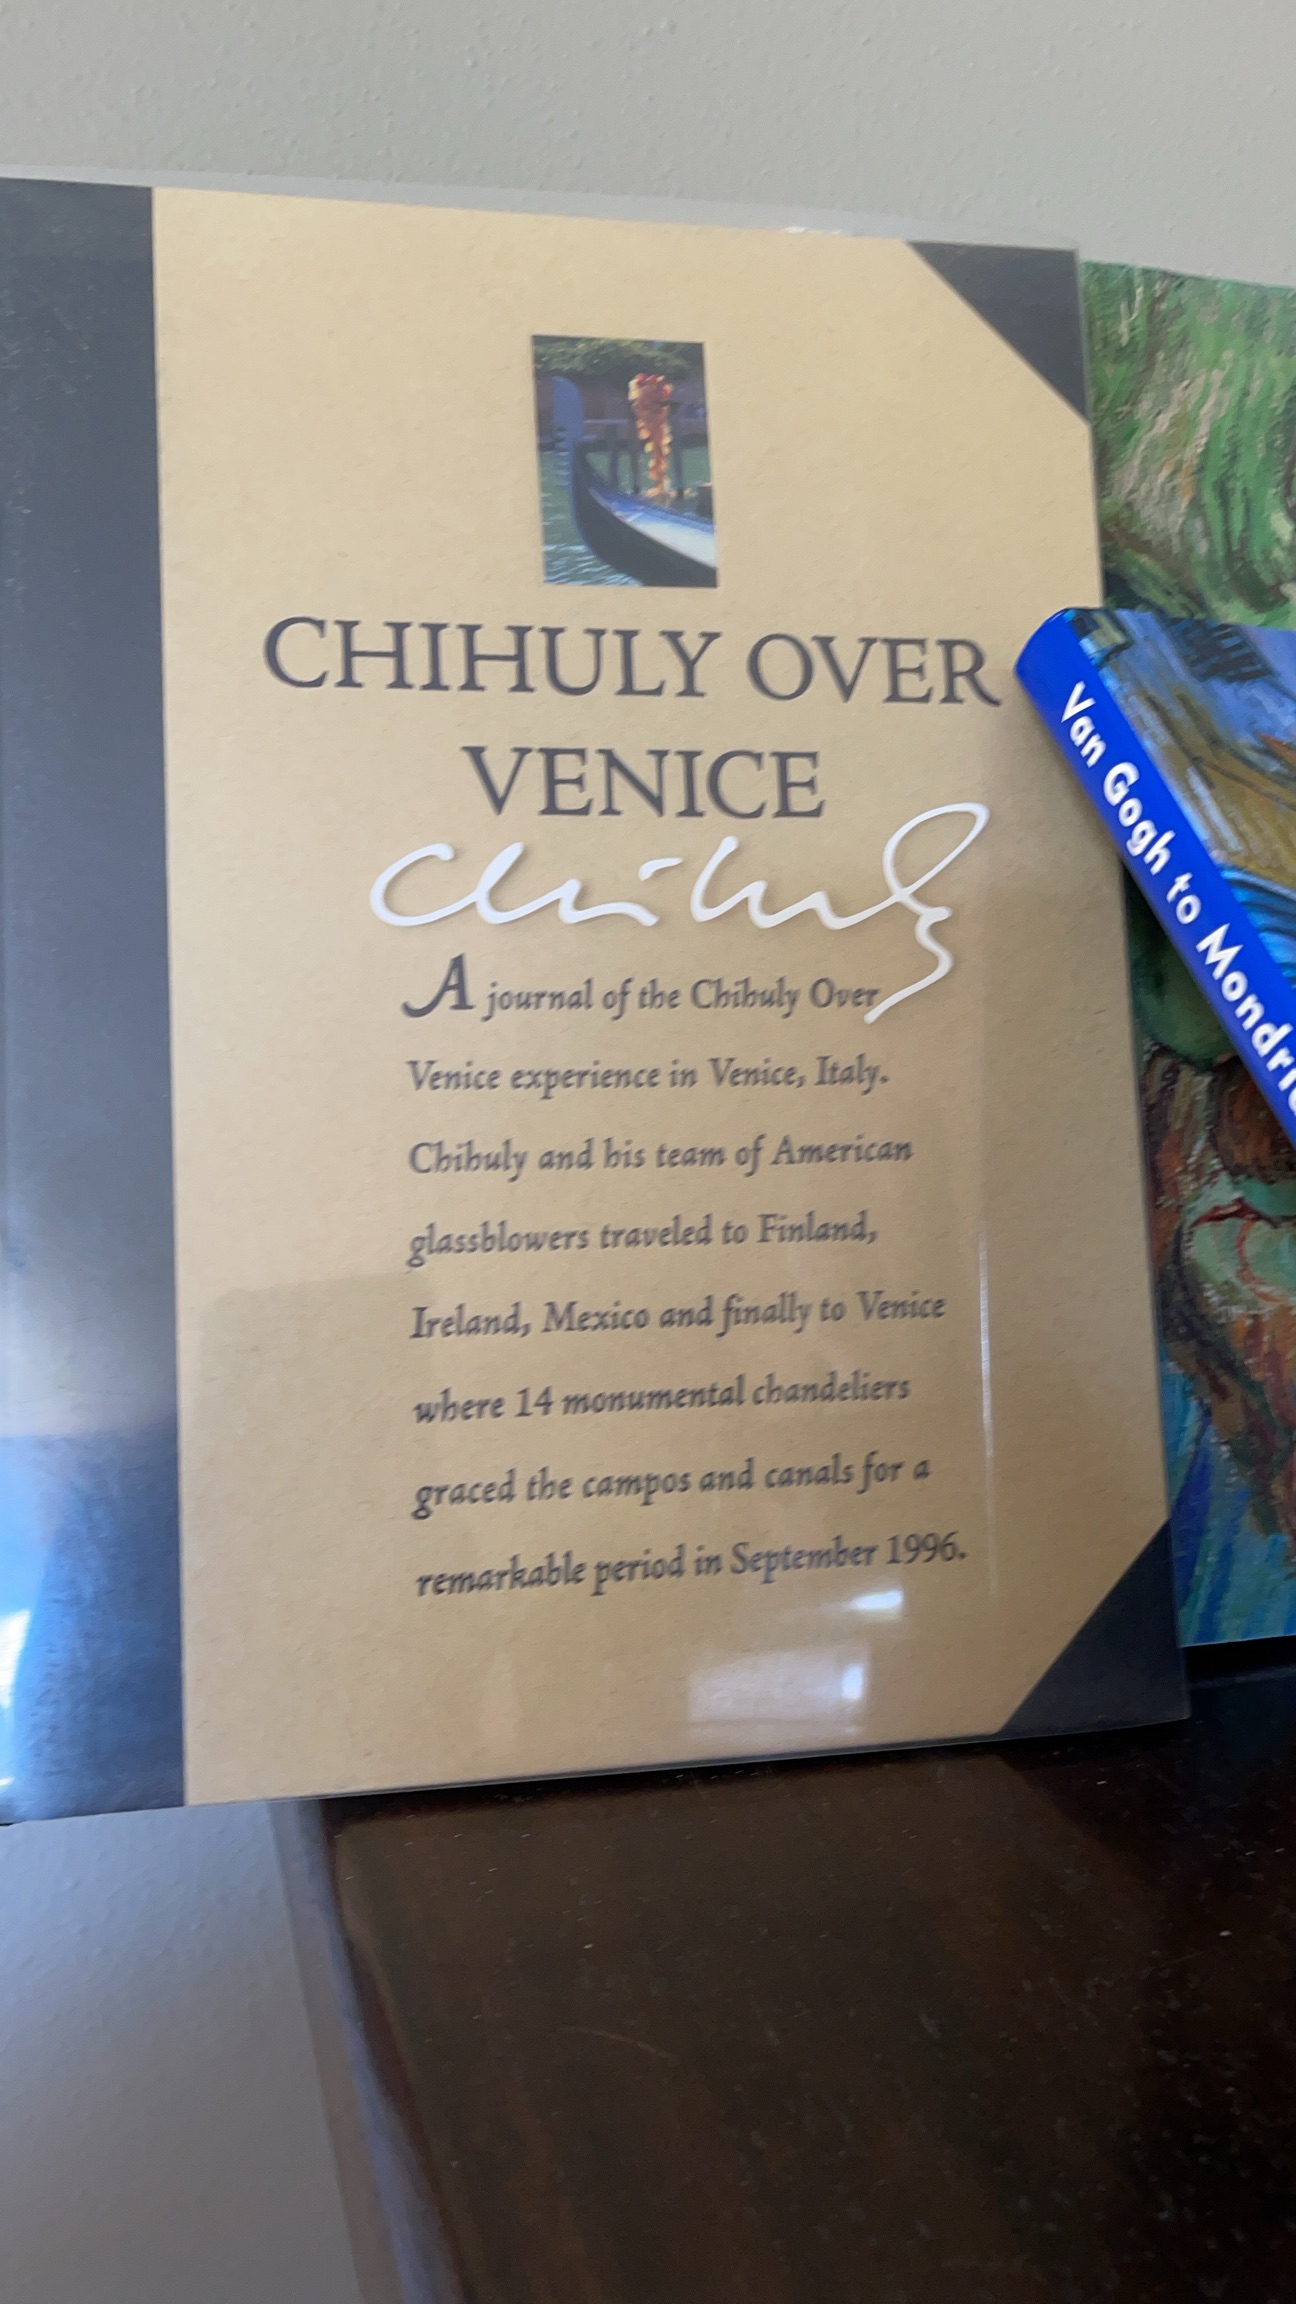 CHIHULY OVER
VENICE
Chihuly
A journal of the Chihuly Over
Venice experience in Venice, Italy.
Chihuly and his team of American
glassblowers traveled to Finland,
Ireland, Mexico and finally to Venice
where 14 monumental chandeliers
graced the campos and canals for a
remarkable period in September 1996.
Van Gogh to